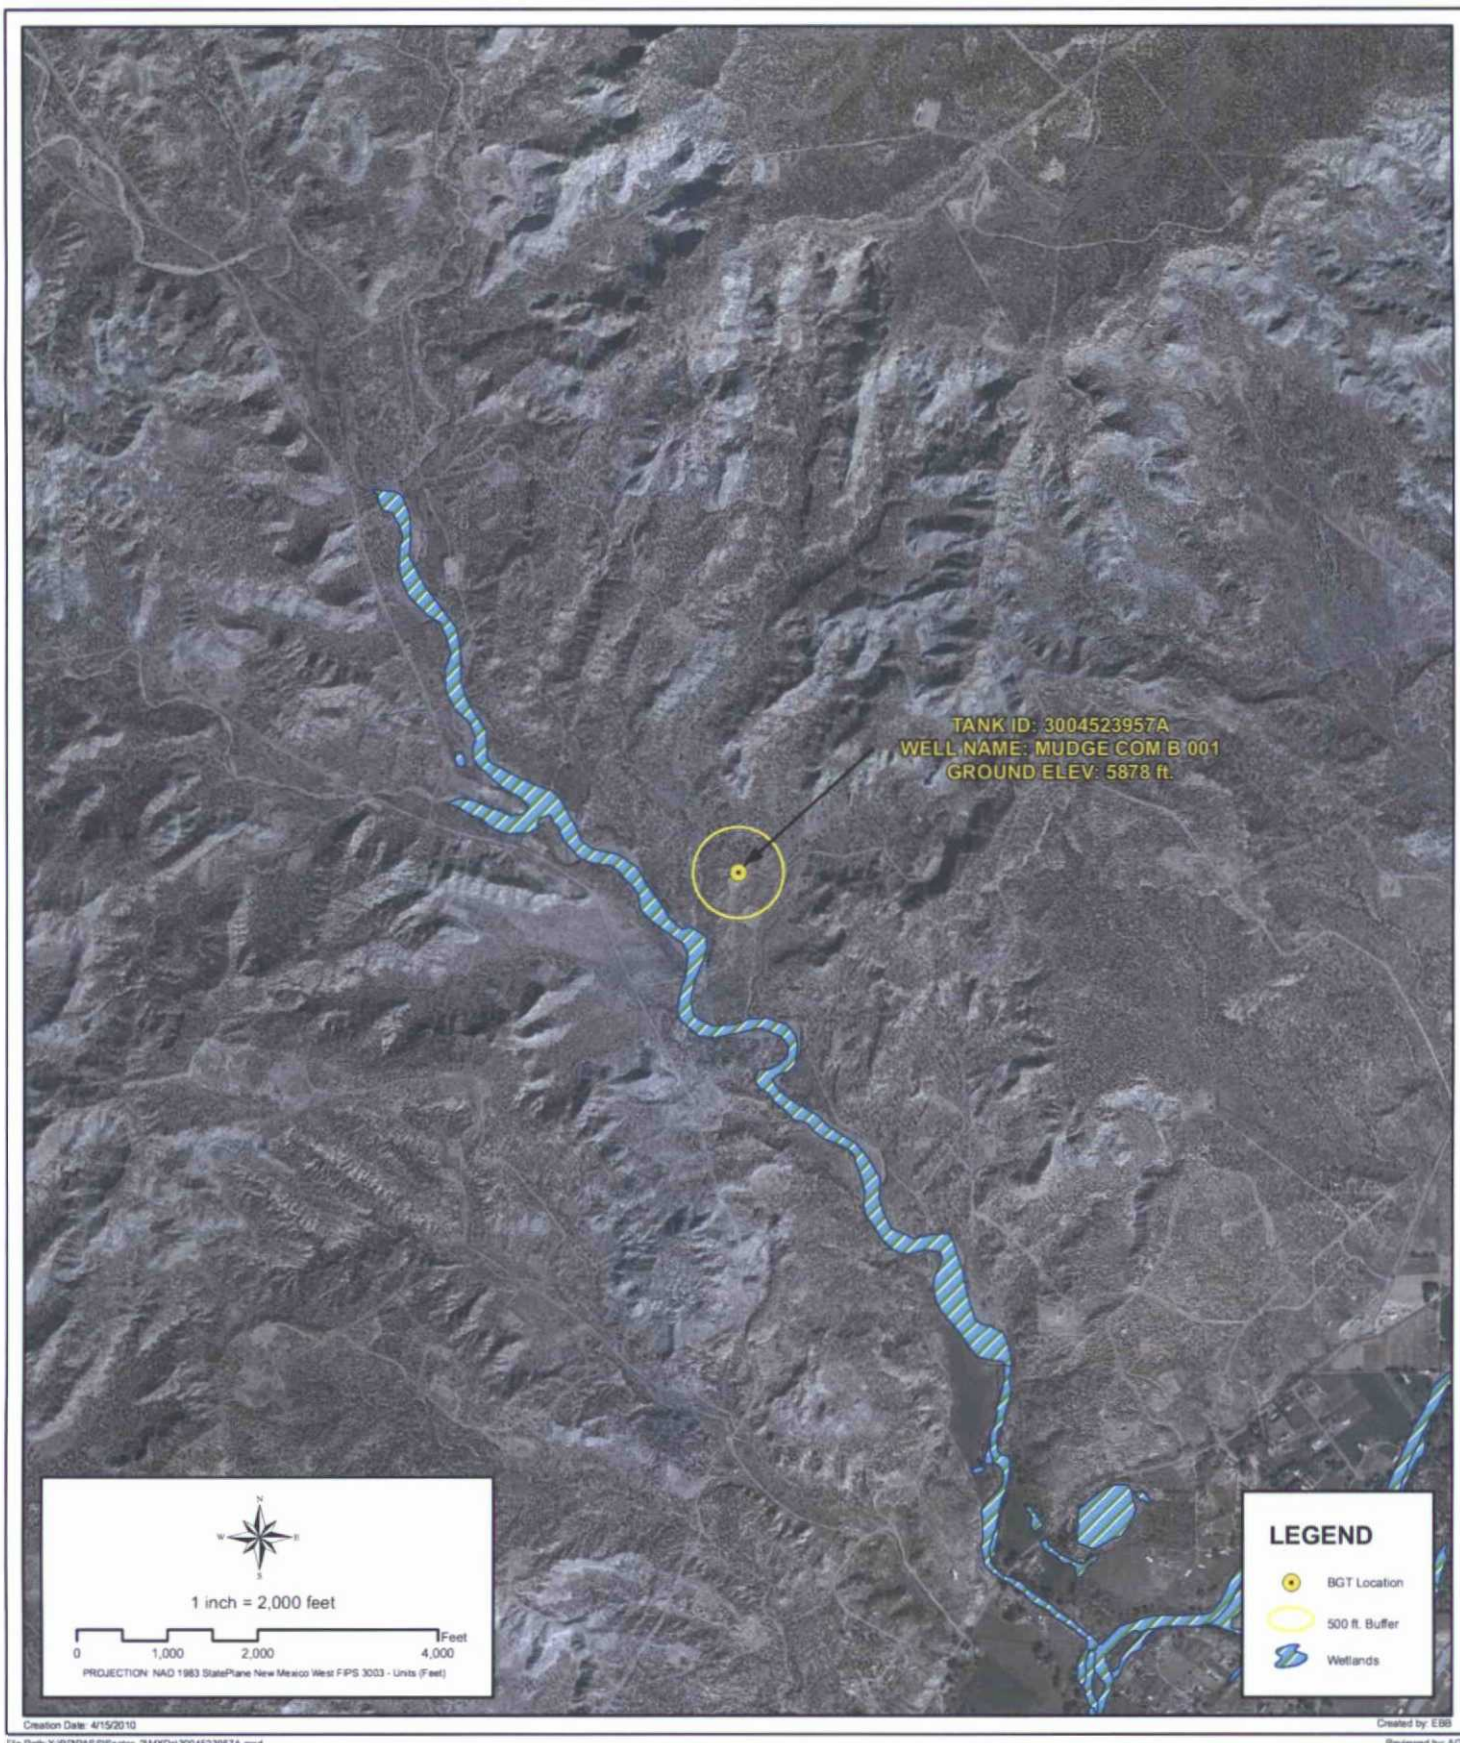 TANK ID: 3004523957A
WELL NAME: MUDGE COM B 001
GROUND ELEV: 5878 ft.
N
W E
S
1 inch = 2,000 feet
Feet
0 1,000 2,000 4,000
PROJECTION: NAD 1983 StatePlane New Mexico West FIPS 3003 - Units (Feet)
LEGEND
BGT Location
500 ft. Buffer
Wetlands
Creation Date: 4/15/2010
Created by: EBB